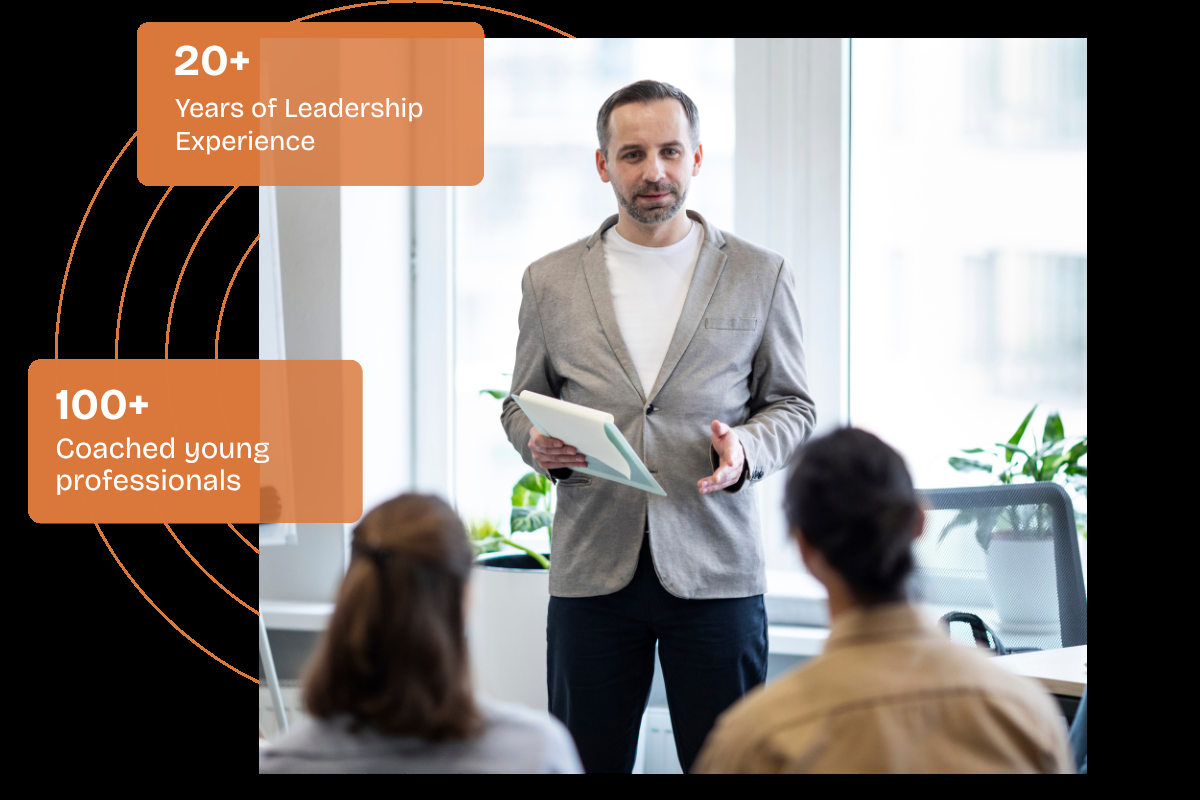 20+
Years of Leadership
Experience
100+
Coached young
professionals